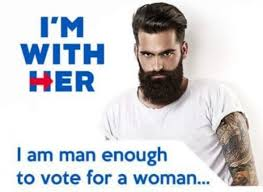 I'M
WITH
HER
I am man enough
to vote for a woman...